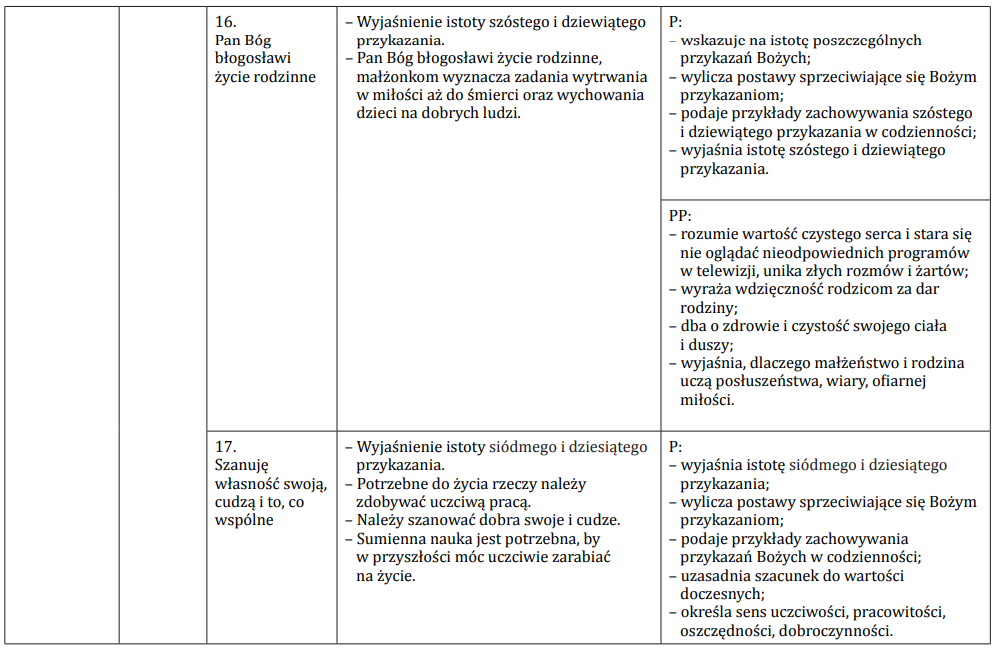 16.
Pan Bóg
błogosławi
życie rodzinne
– Wyjaśnienie istoty szóstego i dziewiątego
przykazania.
– Pan Bóg błogosławi życie rodzinne,
małżonkom wyznacza zadania wytrwania
w miłości aż do śmierci oraz wychowania
dzieci na dobrych ludzi.
P:
– wskazuje na istotę poszczególnych
przykazań Bożych;
– wylicza postawy sprzeciwiające się Bożym
przykazaniom;
– podaje przykłady zachowywania szóstego
i dziewiątego przykazania w codzienności;
– wyjaśnia istotę szóstego i dziewiątego
przykazania.
PP:
– rozumie wartość czystego serca i stara się
nie oglądać nieodpowiednich programów
w telewizji, unika złych rozmów i żartów;
– wyraża wdzięczność rodzicom za dar
rodziny;
– dba o zdrowie i czystość swojego ciała
i duszy;
– wyjaśnia, dlaczego małżeństwo i rodzina
uczą posłuszeństwa, wiary, ofiarnej
miłości.
17.
Szanuję
własność swoją,
cudzą i to, co
wspólne
– Wyjaśnienie istoty siódmego i dziesiątego
przykazania.
– Potrzebne do życia rzeczy należy
zdobywać uczciwą pracą.
– Należy szanować dobra swoje i cudze.
– Sumienna nauka jest potrzebna, by
w przyszłości móc uczciwie zarabiać
na życie.
P:
– wyjaśnia istotę siódmego i dziesiątego
przykazania;
– wylicza postawy sprzeciwiające się Bożym
przykazaniom;
– podaje przykłady zachowywania
przykazań Bożych w codzienności;
– uzasadnia szacunek do wartości
doczesnych;
– określa sens uczciwości, pracowitości,
oszczędności, dobroczynności.